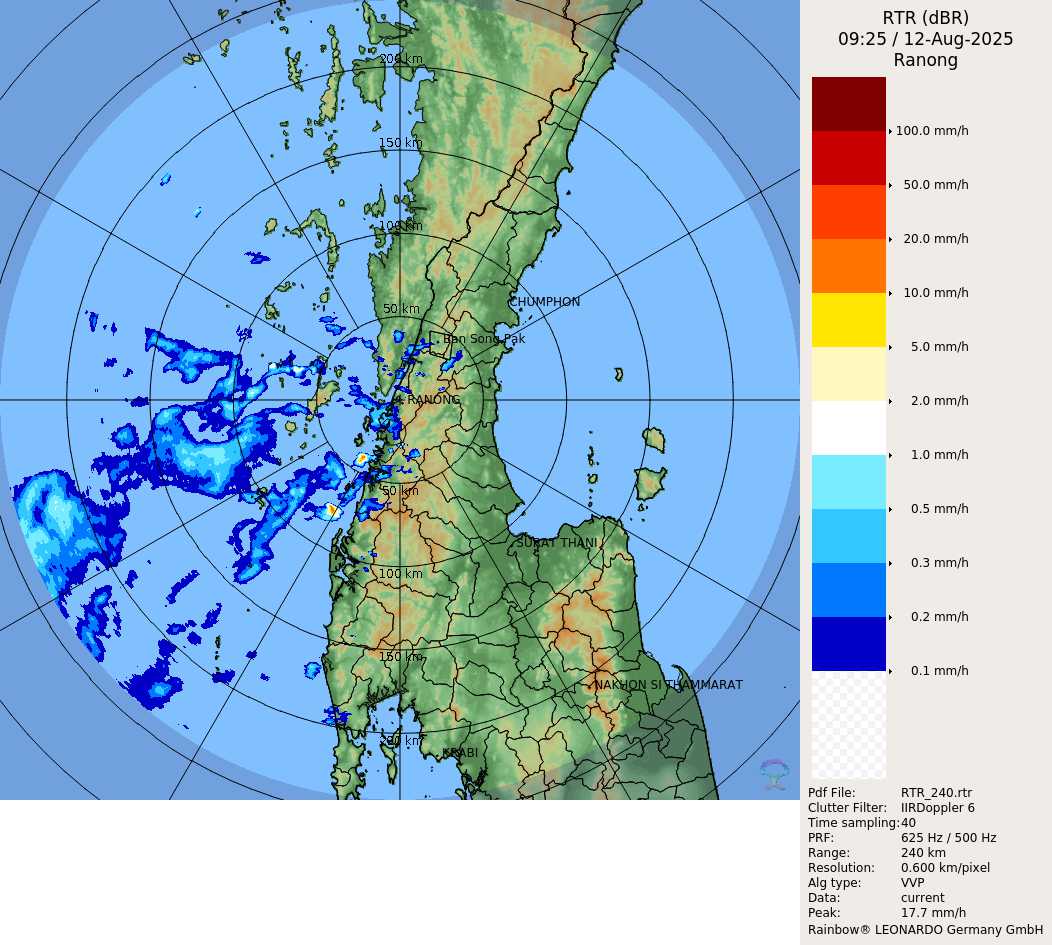 200 km
150 km
100 km
50 km
CHUMPHON
Ban Song Pak
RANONG
50 km
SURAT THANI
100 km
150 km
NAKHON SI THAMMARAT
200 km
KRABI
RTR (dBR)
09:25 / 12-Aug-2025
Ranong
100.0 mm/h
50.0 mm/h
20.0 mm/h
10.0 mm/h
5.0 mm/h
2.0 mm/h
1.0 mm/h
0.5 mm/h
0.3 mm/h
0.2 mm/h
0.1 mm/h
Pdf File: RTR_240.rtr
Clutter Filter: IIRDoppler 6
Time sampling:40
PRF: 625 Hz / 500 Hz
Range: 240 km
Resolution: 0.600 km/pixel
Alg type: VVP
Data: current
Peak: 17.7 mm/h
Rainbow® LEONARDO Germany GmbH